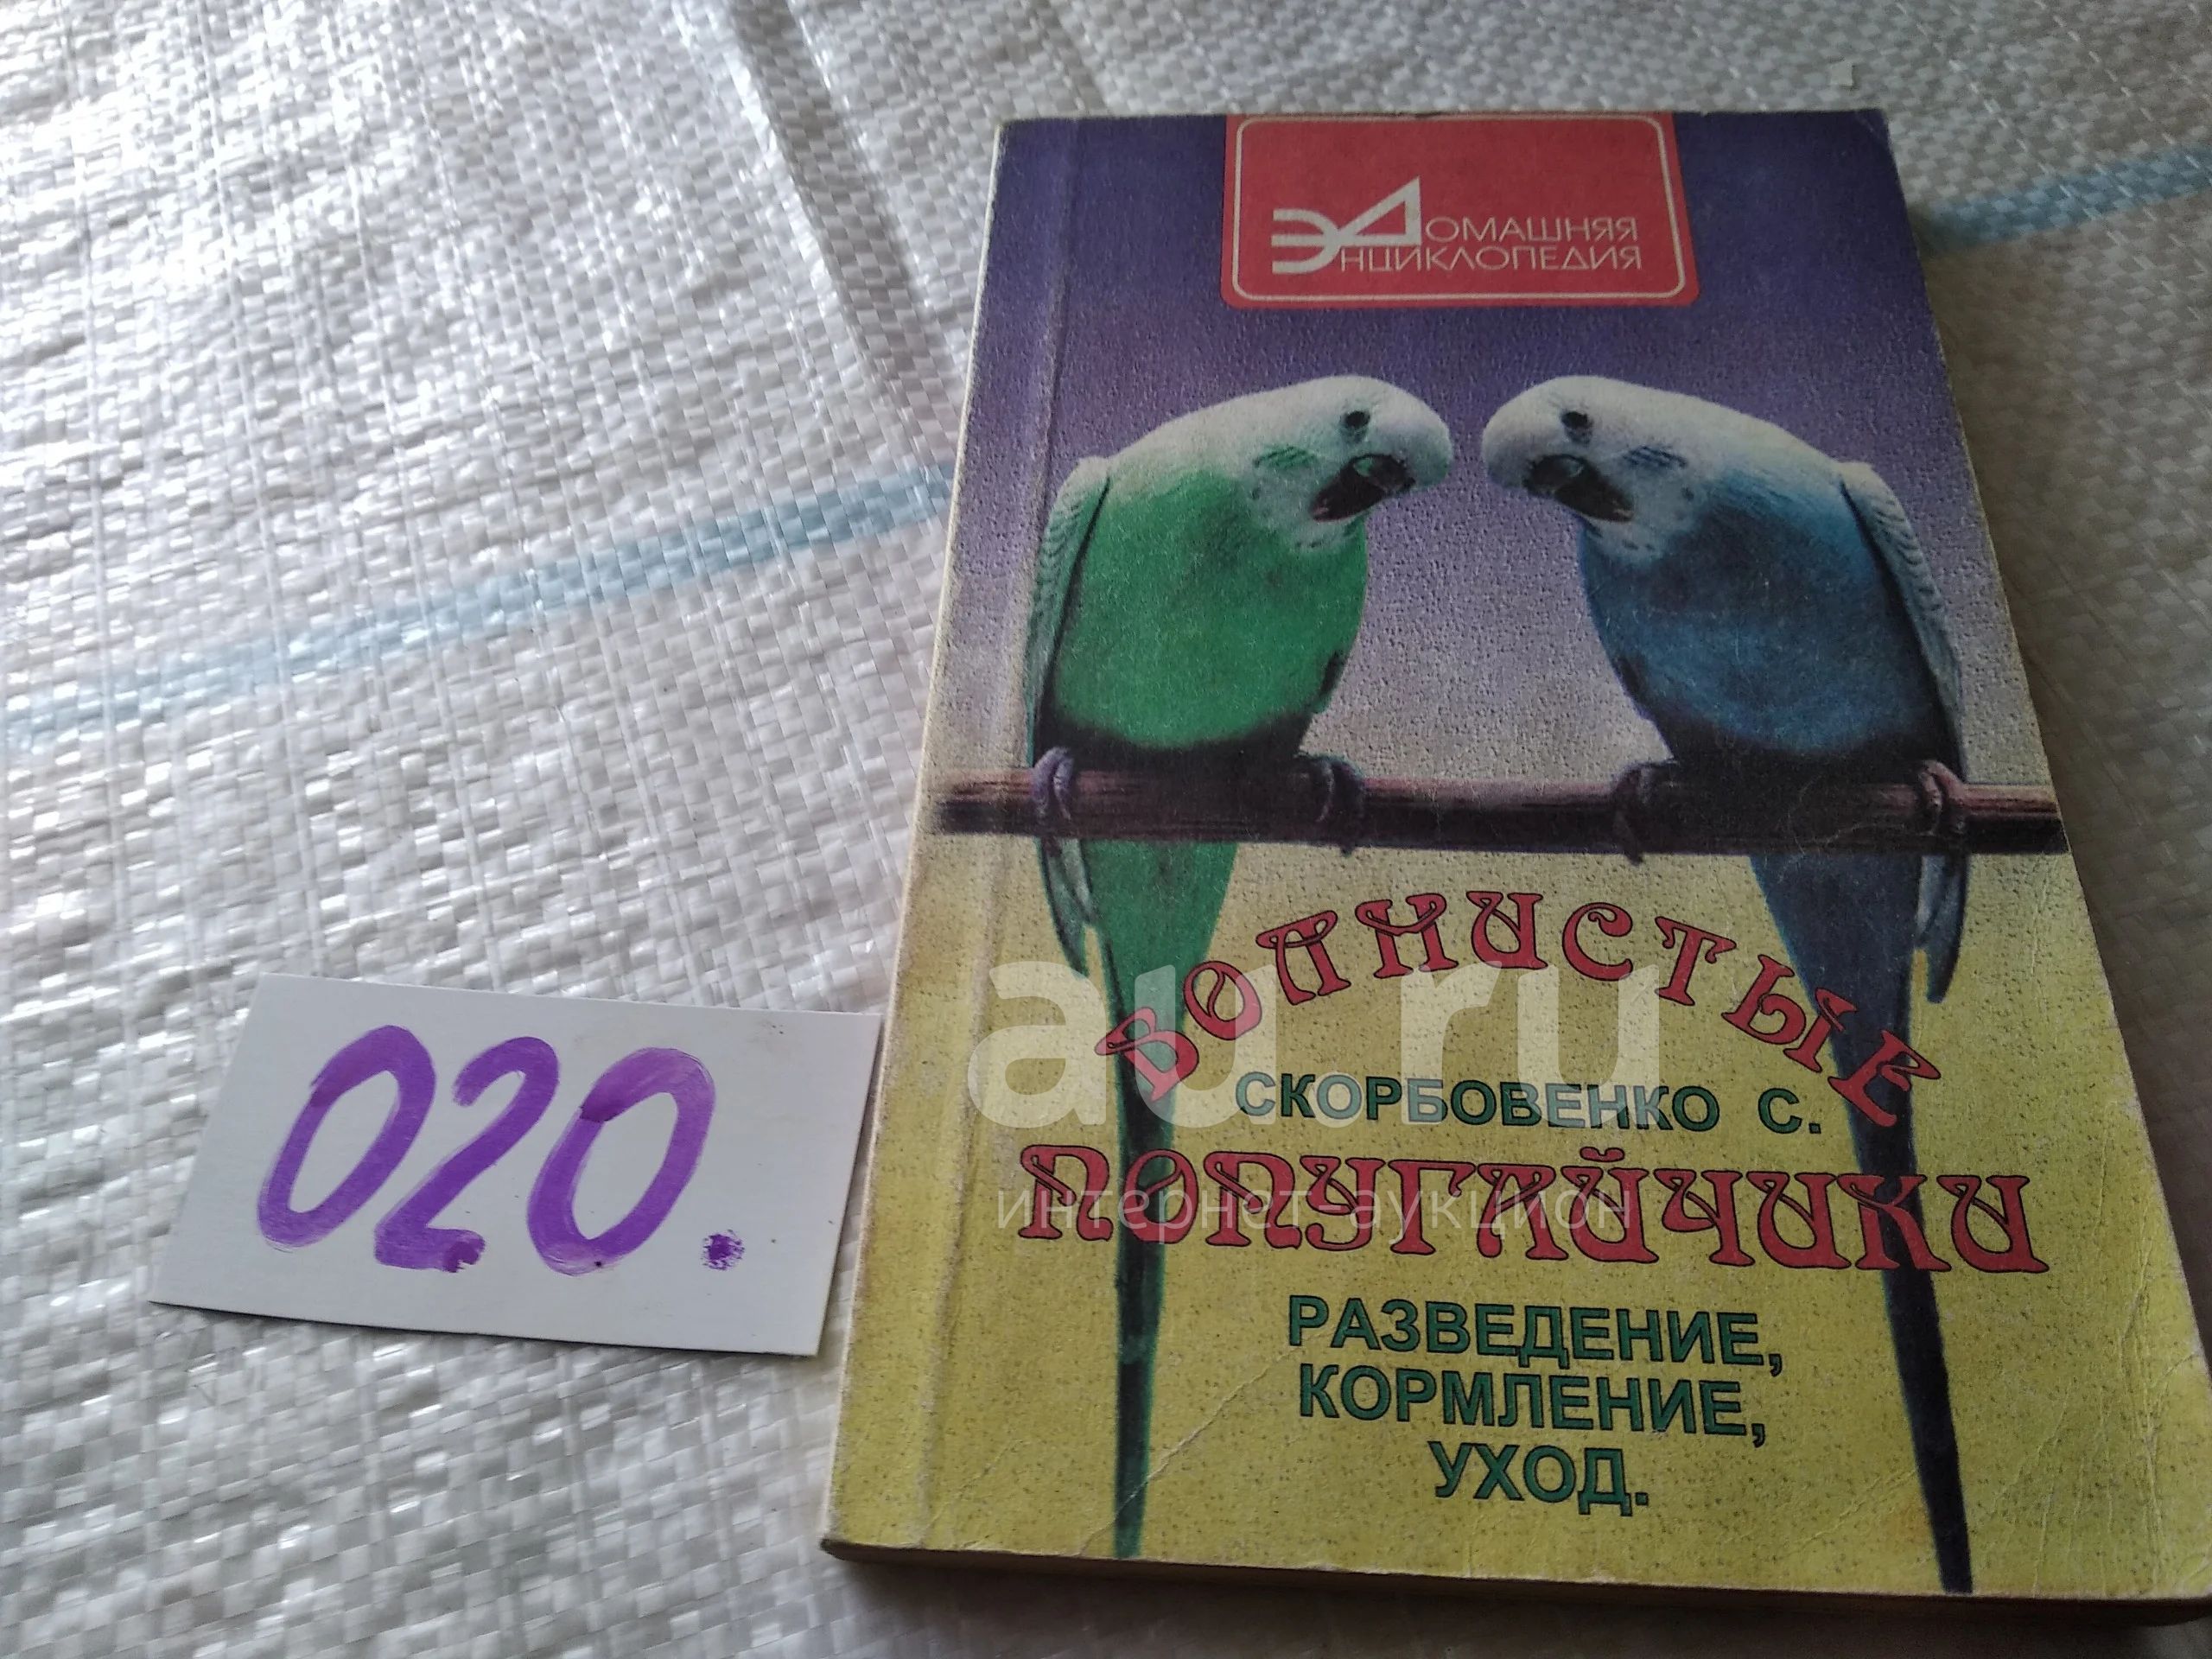 ДОМАШНЯЯ
ЭНЦИКЛОПЕДИЯ
ВОЛНИСТЫЕ
au.ru
СКОРБОВЕНКО С.
ПОПУГАЙЧИКИ
интернет аукцион
РАЗВЕДЕНИЕ,
КОРМЛЕНИЕ,
УХОД.
020.